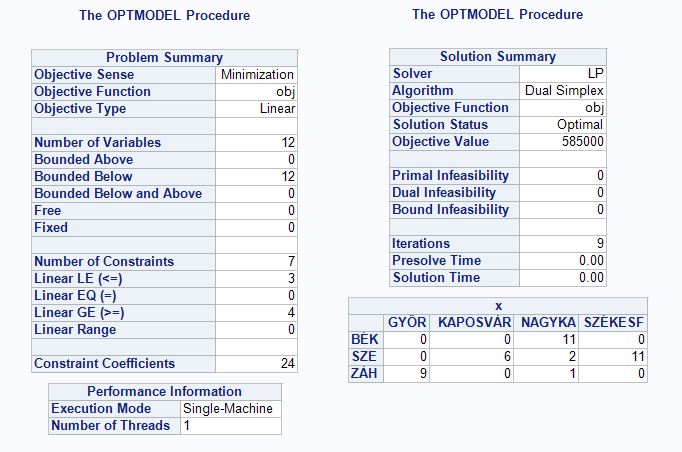 The OPTMODEL Procedure
Problem Summary
Objective Sense Minimization
Objective Function obj
Objective Type Linear
Number of Variables 12
Bounded Above 0
Bounded Below 12
Bounded Below and Above 0
Free 0
Fixed 0
Number of Constraints 7
Linear LE (<=) 3
Linear EQ (=) 0
Linear GE (>=) 4
Linear Range 0
Constraint Coefficients 24
Performance Information
Execution Mode Single-Machine
Number of Threads 1
The OPTMODEL Procedure
Solution Summary
Solver LP
Algorithm Dual Simplex
Objective Function obj
Solution Status Optimal
Objective Value 585000
Primal Infeasibility 0
Dual Infeasibility 0
Bound Infeasibility 0
Iterations 9
Presolve Time 0.00
Solution Time 0.00
x
GYŐR KAPOSVÁR NAGYKA SZÉKESF
BÉK 0 0 11 0
SZE 0 6 2 11
ZÁH 9 0 1 0